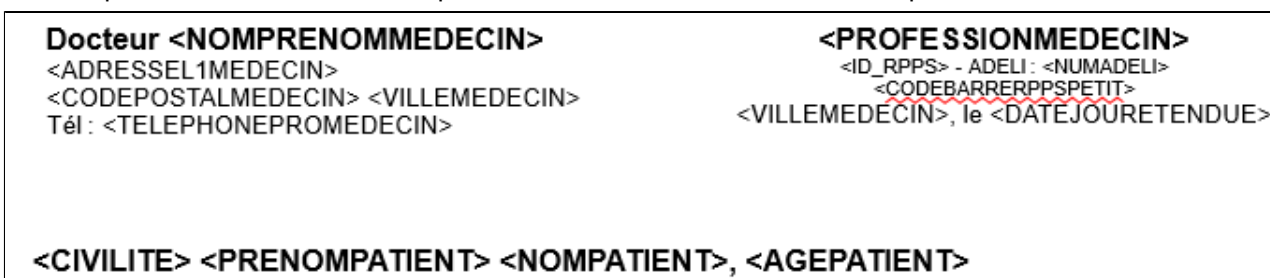 Docteur <NOMPRENOMMEDECIN>
<ADRESSEL1MEDECIN>
<CODEPOSTALMEDECIN> <VILLEMEDECIN>
Tél : <TELEPHONEPROMEDECIN>
<PROFESSIONMEDECIN>
<ID_RPPS> - ADELI : <NUMADELI>
<CODEBARRERPPSPETIT>
<VILLEMEDECIN>, le <DATEJOURETENDUE>
<CIVILITE> <PRENOMPATIENT> <NOMPATIENT>, <AGEPATIENT>